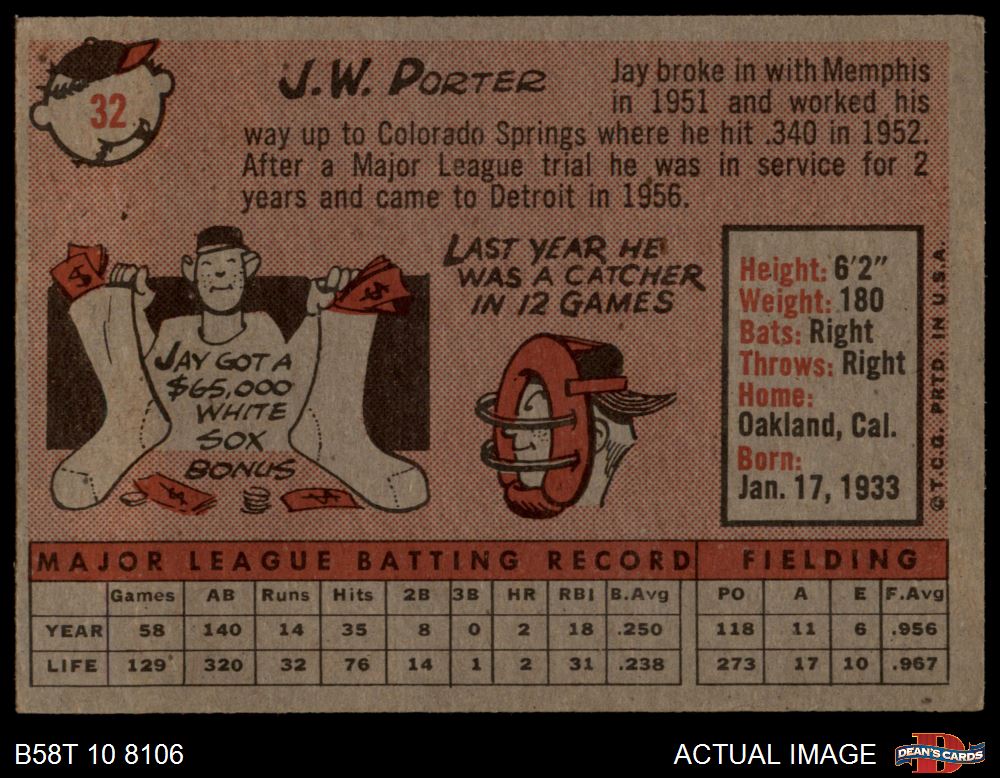 32
J.W. PORTER
Jay broke in with Memphis
in 1951 and worked his
way up to Colorado Springs where he hit .340 in 1952.
After a Major League trial he was in service for 2
years and came to Detroit in 1956.
JAY GOT A
$65,000
WHITE
SOX
BONUS
LAST YEAR HE
WAS A CATCHER
IN 12 GAMES
Height: 6'2"
Weight: 180
Bats: Right
Throws: Right
Home:
Oakland, Cal.
Born:
Jan. 17, 1933
© T.C.G. PRTD. IN U.S.A.
MAJOR LEAGUE BATTING RECORD FIELDING
Games AB Runs Hits 2B 3B HR RBI B.Avg PO A E F.Avg
YEAR 58 140 14 35 8 0 2 18 .250 118 11 6 .956
LIFE 129 320 32 76 14 1 2 31 .238 273 17 10 .967
B58T 10 8106
ACTUAL IMAGE
DEAN'S CARDS